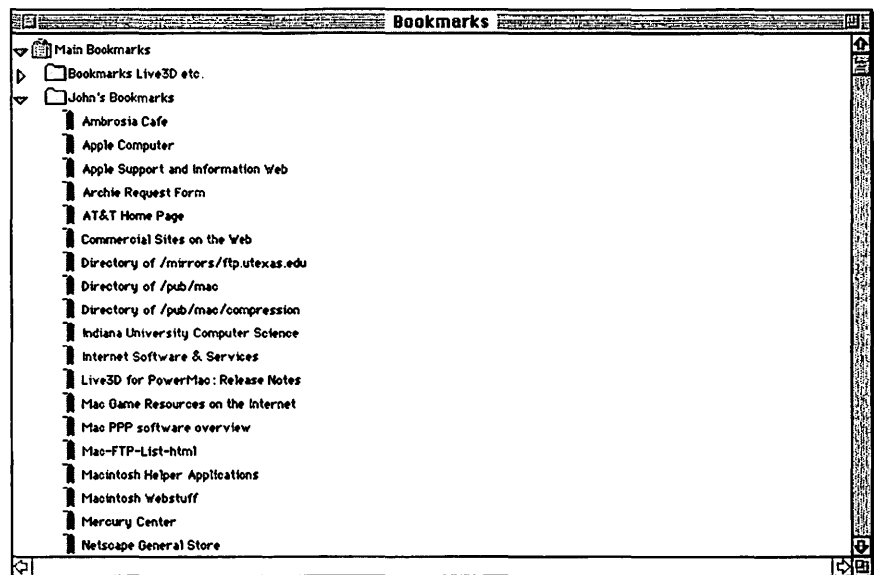 Bookmarks
Main Bookmarks
Bookmarks Live3D etc.
John's Bookmarks
Ambrosia Cafe
Apple Computer
Apple Support and Information Web
Archie Request Form
AT&T Home Page
Commercial Sites on the Web
Directory of /mirrors/ftp.utexas.edu
Directory of /pub/mac
Directory of /pub/mac/compression
Indiana University Computer Science
Internet Software & Services
Live3D for PowerMac: Release Notes
Mac Game Resources on the Internet
Mac PPP software overview
Mac-FTP-List-html
Macintosh Helper Applications
Macintosh Webstuff
Mercury Center
Netscape General Store